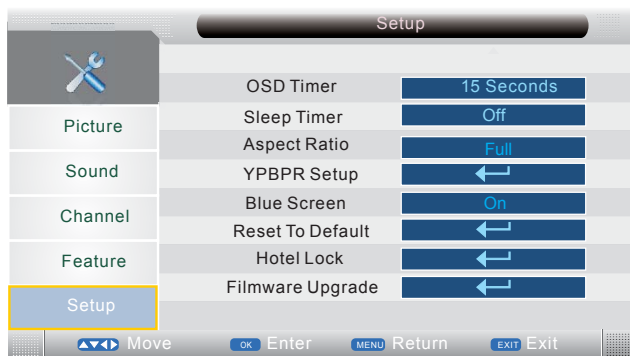 Setup
OSD Timer 15 Seconds
Sleep Timer Off
Aspect Ratio Full
YPBPR Setup
Blue Screen On
Reset To Default
Hotel Lock
Filmware Upgrade
Picture
Sound
Channel
Feature
Setup
Move OK Enter MENU Return EXIT Exit